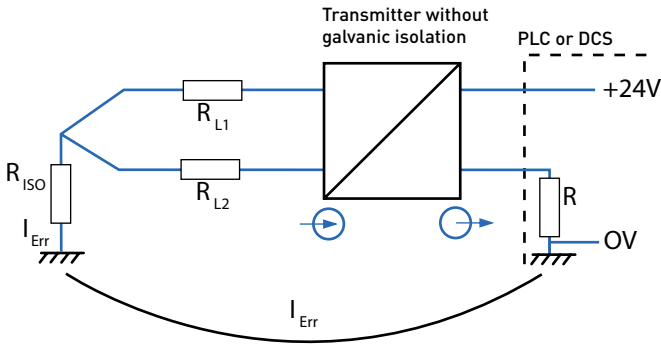 Transmitter without
galvanic isolation
PLC or DCS
+24V
R L1
R ISO
R L2
R
I Err
OV
I Err